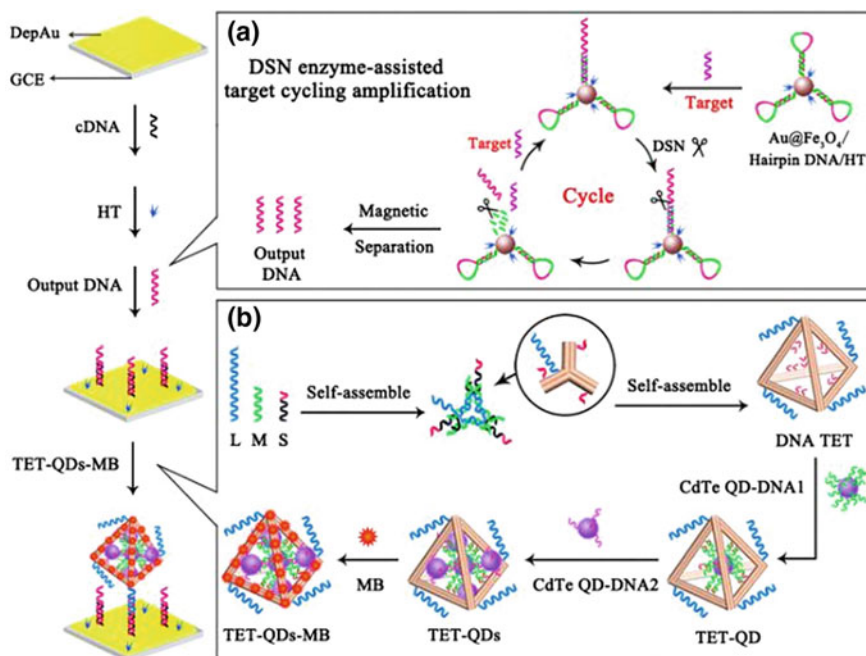 DepAu
GCE
cDNA
HT
Output DNA
TET-QDs-MB
(a)
DSN enzyme-assisted
target cycling amplification
Target
Target
Au@Fe₃O₄/
Hairpin DNA/HT
DSN
Cycle
Magnetic
Separation
Output
DNA
(b)
L M S
Self-assemble
Self-assemble
DNA TET
CdTe QD-DNA1
TET-QD
CdTe QD-DNA2
TET-QDs
MB
TET-QDs-MB